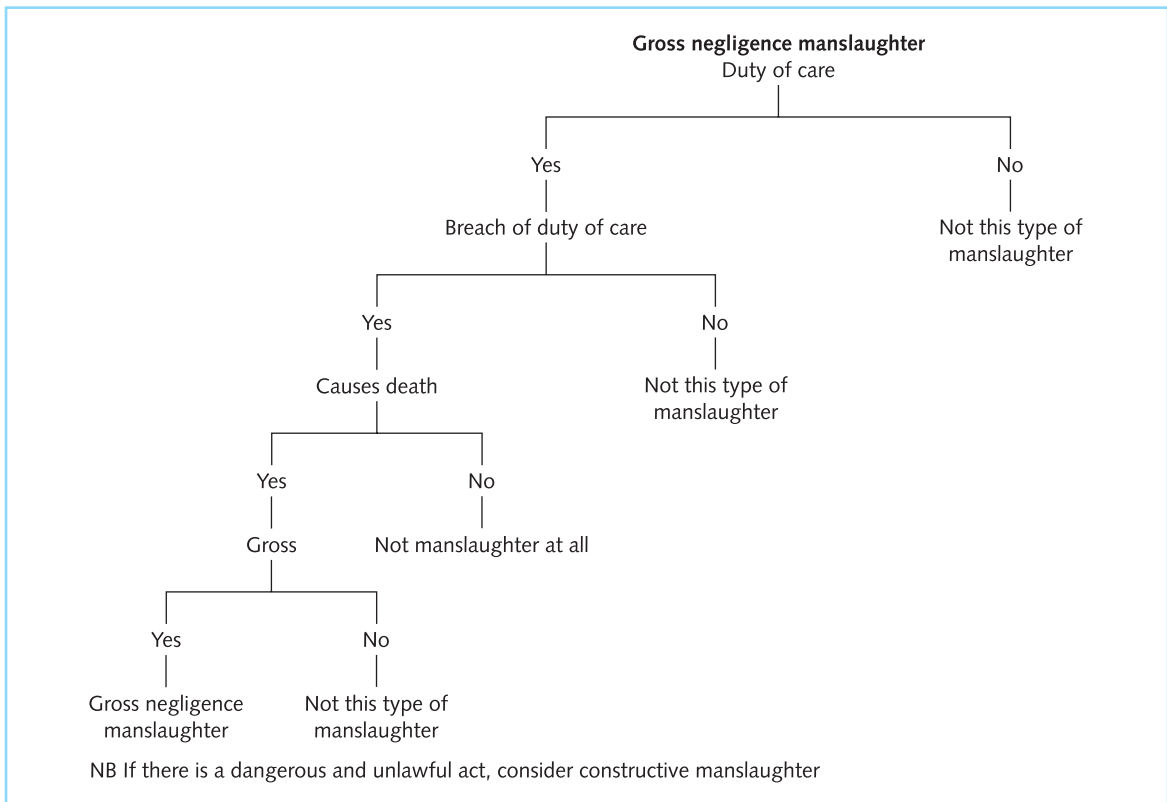 Gross negligence manslaughter
Duty of care
Yes
No
Breach of duty of care
Not this type of
manslaughter
Yes
No
Causes death
Not this type of
manslaughter
Yes
No
Gross
Not manslaughter at all
Yes
No
Gross negligence
manslaughter
Not this type of
manslaughter
NB If there is a dangerous and unlawful act, consider constructive manslaughter